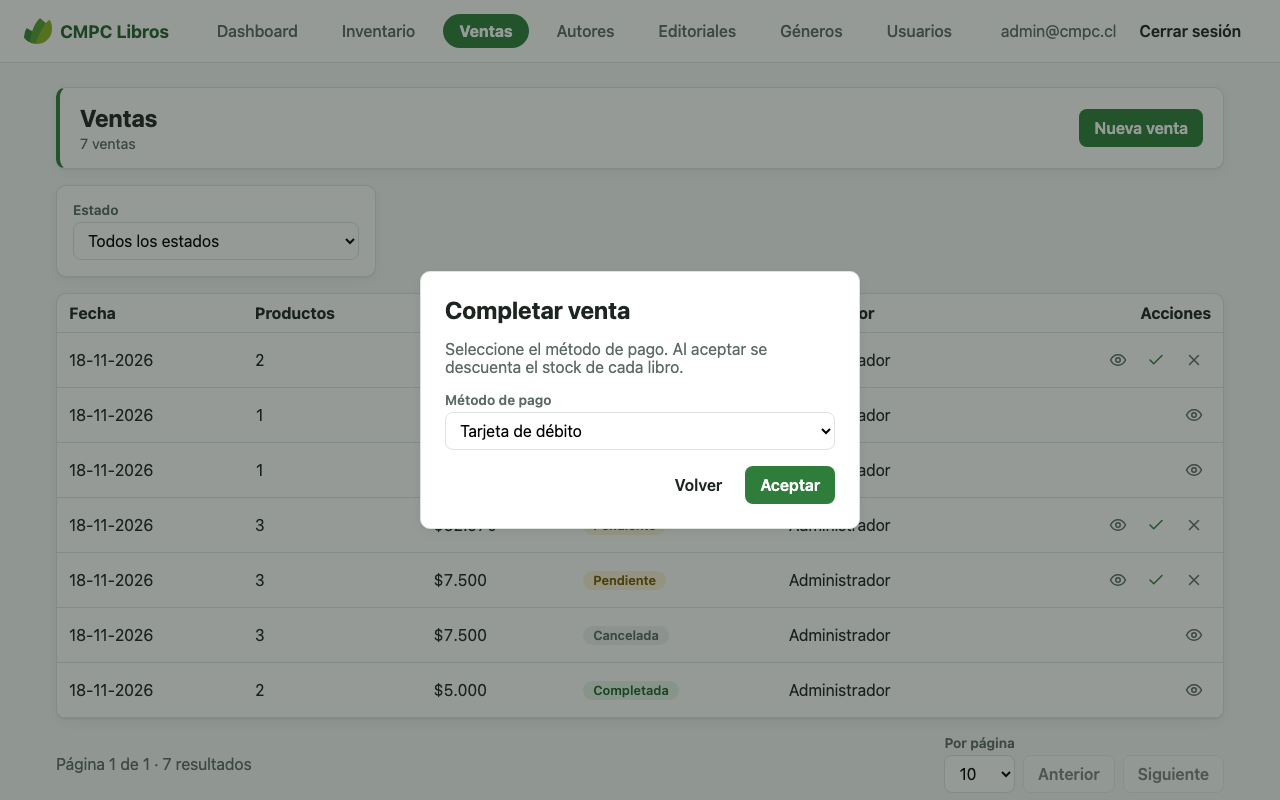 CMPC Libros
Dashboard
Inventario
Ventas
Autores
Editoriales
Géneros
Usuarios
admin@cmpc.cl
Cerrar sesión
Ventas
7 ventas
Nueva venta
Estado
Todos los estados
Fecha Productos Acciones
18-11-2026 2
18-11-2026 1
18-11-2026 1
18-11-2026 3 Administrador
18-11-2026 3 $7.500 Pendiente Administrador
18-11-2026 3 $7.500 Cancelada Administrador
18-11-2026 2 $5.000 Completada Administrador
Completar venta
Seleccione el método de pago. Al aceptar se
descuenta el stock de cada libro.
Método de pago
Tarjeta de débito
Volver
Aceptar
Página 1 de 1 · 7 resultados
Por página
10
Anterior
Siguiente